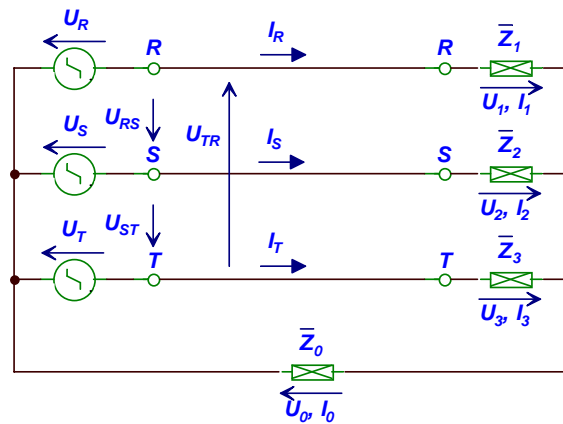 U_R R I_R R Z̅_1
U_1, I_1
U_S U_RS U_TR I_S Z̅_2
S S
U_2, I_2
U_T U_ST I_T Z̅_3
T T
U_3, I_3
Z̅_0
U_0, I_0